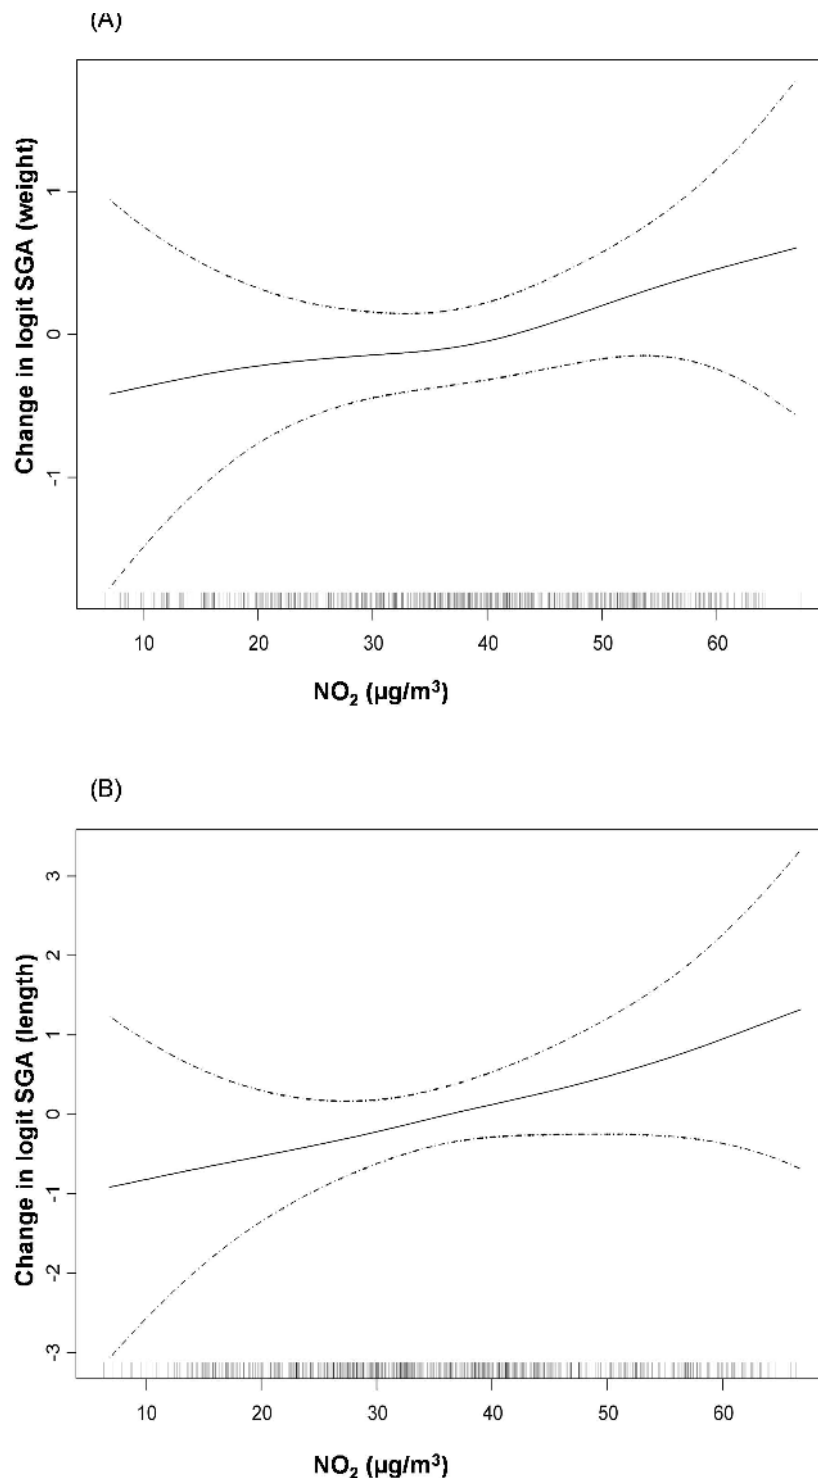 (A)
Change in logit SGA (weight)
1
0
-1
10 20 30 40 50 60
NO₂ (µg/m³)
(B)
Change in logit SGA (length)
3
2
1
0
-1
-2
-3
10 20 30 40 50 60
NO₂ (µg/m³)